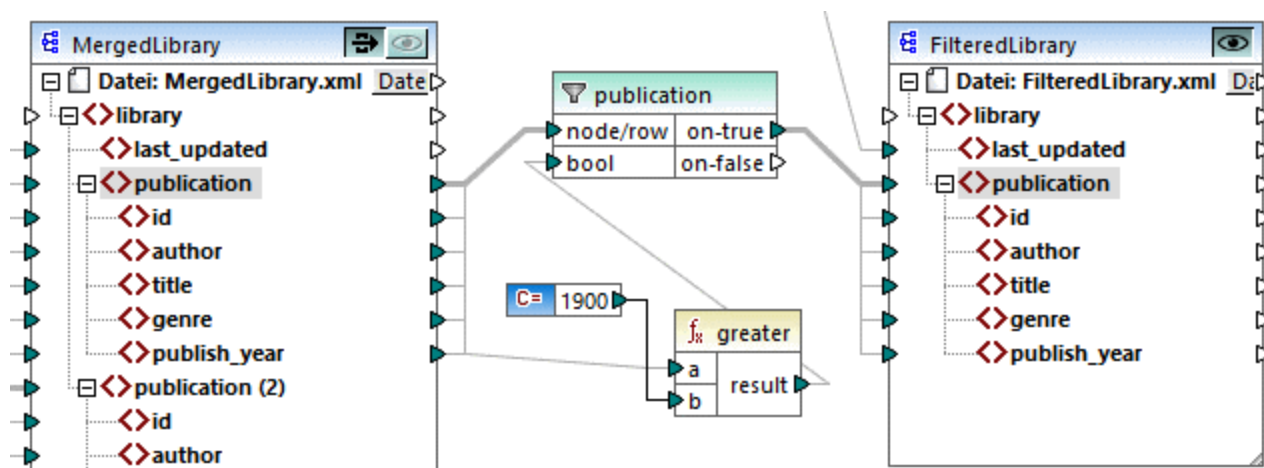 MergedLibrary
Datei: MergedLibrary.xml Date
library
last_updated
publication
id
author
title
genre
publish_year
publication (2)
id
author
publication
node/row on-true
bool on-false
C= 1900
fx greater
a
result
b
FilteredLibrary
Datei: FilteredLibrary.xml
library
last_updated
publication
id
author
title
genre
publish_year